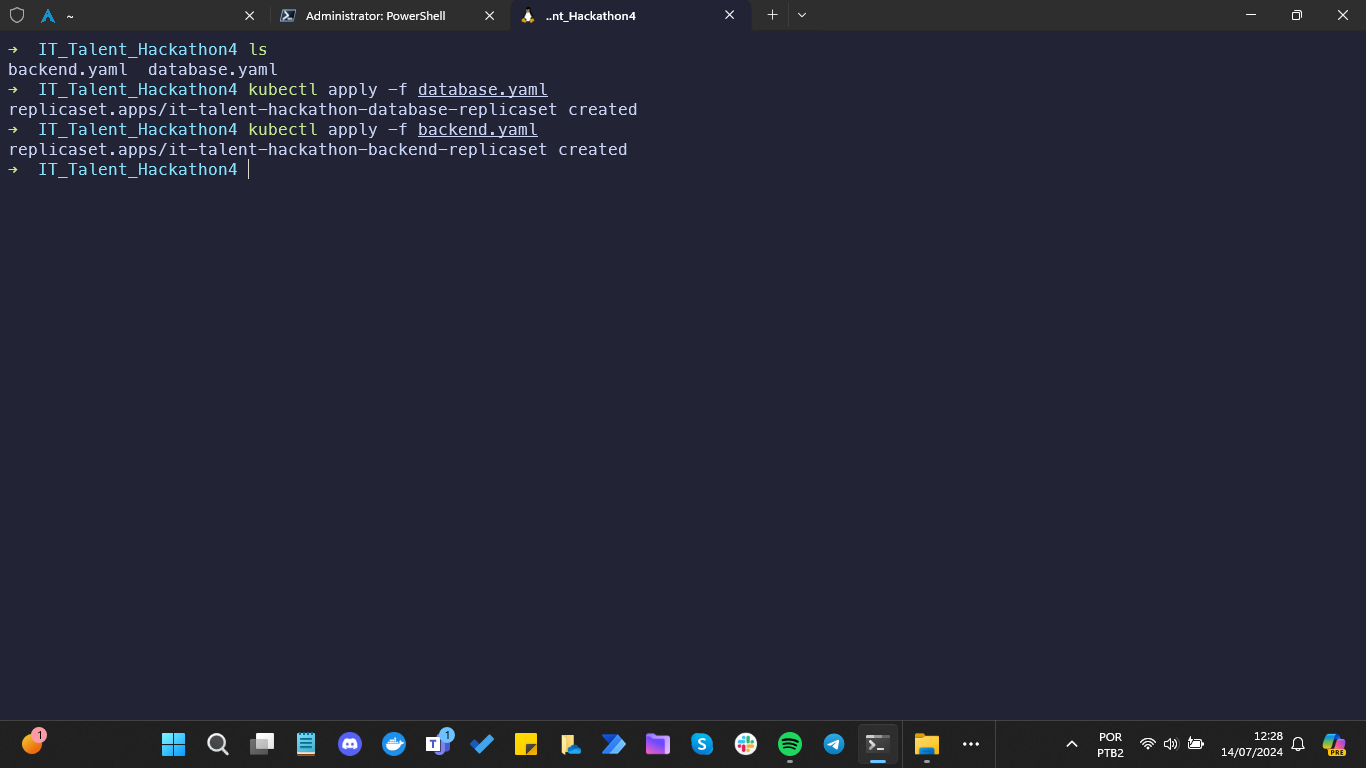 ~
Administrator: PowerShell
..nt_Hackathon4
→ IT_Talent_Hackathon4 ls
backend.yaml  database.yaml
→ IT_Talent_Hackathon4 kubectl apply -f database.yaml
replicaset.apps/it-talent-hackathon-database-replicaset created
→ IT_Talent_Hackathon4 kubectl apply -f backend.yaml
replicaset.apps/it-talent-hackathon-backend-replicaset created
→ IT_Talent_Hackathon4
1
T
1
S
POR
PTB2
12:28
14/07/2024
PRE